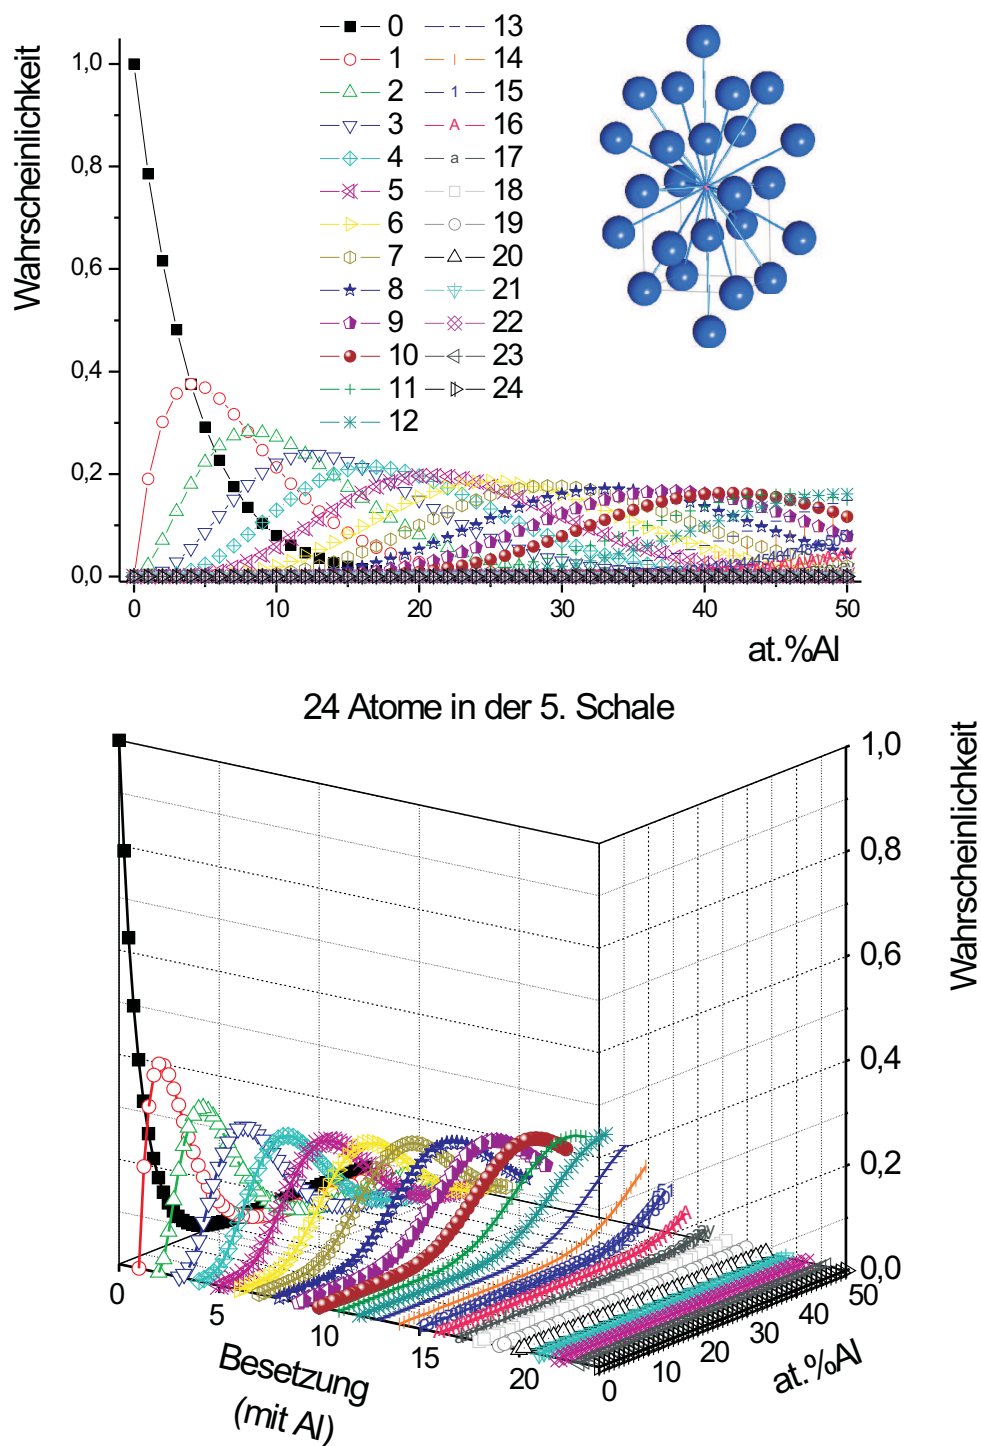 Wahrscheinlichkeit
1,0
0,8
0,6
0,4
0,2
0,0
0 10 20 30 40 50
at.%Al
0 13
1 14
2 15
3 16
4 17
5 18
6 19
7 20
8 21
9 22
10 23
11 24
12
24 Atome in der 5. Schale
Wahrscheinlichkeit
1,0
0,8
0,6
0,4
0,2
0,0
0 5 10 15 20
Besetzung
(mit Al)
0 10 20 30 40 50
at.%Al